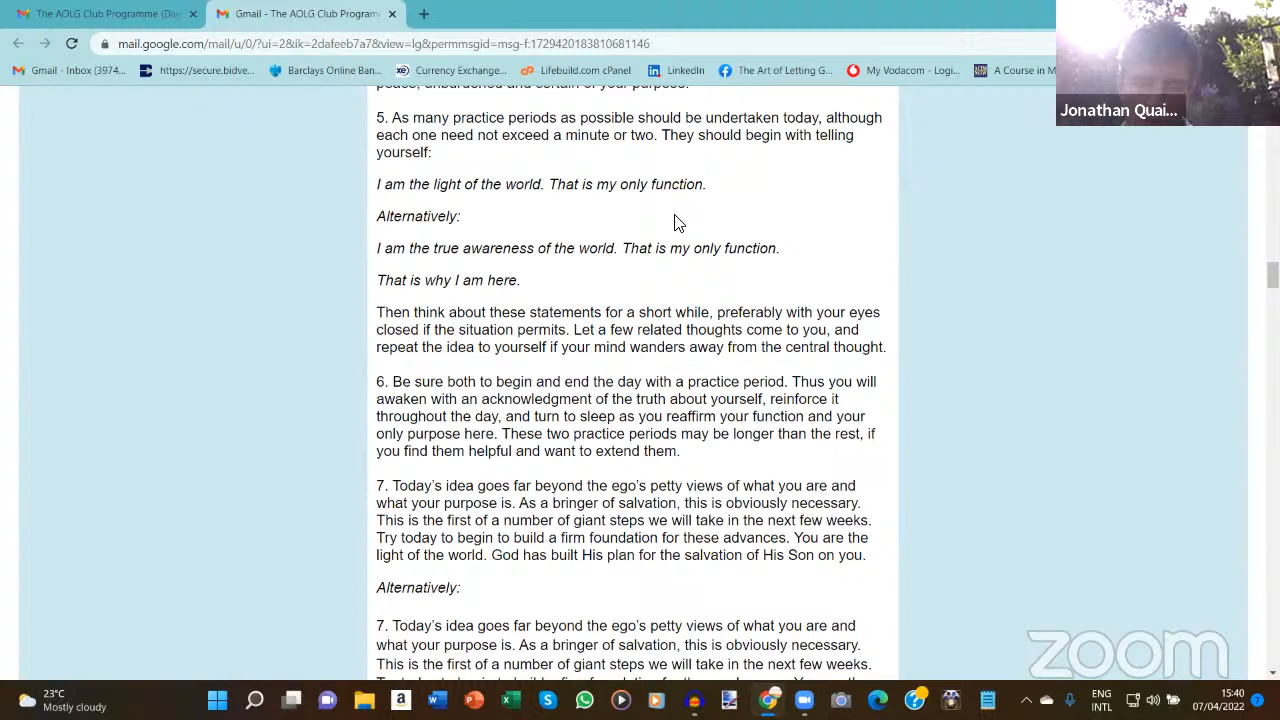 The AOLG Club Programme (Day
Gmail - The AOLG Club Program
mail.google.com/mail/u/0/?ui=2&ik=2dafeeb7a78&view=lg&permmsgid=msg-f:1729420183810681146
Gmail - Inbox (3974...
https://secure.bidve...
Barclays Online Ban...
Currency Exchange...
Lifebuild.com cPanel
LinkedIn
The Art of Letting G...
My Vodacom - Logi...
A Course in M
Jonathan Quai...
peace, unburdened and certain of your purpose.
5. As many practice periods as possible should be undertaken today, although
each one need not exceed a minute or two. They should begin with telling
yourself:
I am the light of the world. That is my only function.
Alternatively:
I am the true awareness of the world. That is my only function.
That is why I am here.
Then think about these statements for a short while, preferably with your eyes
closed if the situation permits. Let a few related thoughts come to you, and
repeat the idea to yourself if your mind wanders away from the central thought.
6. Be sure both to begin and end the day with a practice period. Thus you will
awaken with an acknowledgment of the truth about yourself, reinforce it
throughout the day, and turn to sleep as you reaffirm your function and your
only purpose here. These two practice periods may be longer than the rest, if
you find them helpful and want to extend them.
7. Today's idea goes far beyond the ego's petty views of what you are and
what your purpose is. As a bringer of salvation, this is obviously necessary.
This is the first of a number of giant steps we will take in the next few weeks.
Try today to begin to build a firm foundation for these advances. You are the
light of the world. God has built His plan for the salvation of His Son on you.
Alternatively:
7. Today's idea goes far beyond the ego's petty views of what you are and
what your purpose is. As a bringer of salvation, this is obviously necessary.
This is the first of a number of giant steps we will take in the next few weeks.
zoom
23°C
Mostly cloudy
ENG
INTL
15:40
07/04/2022